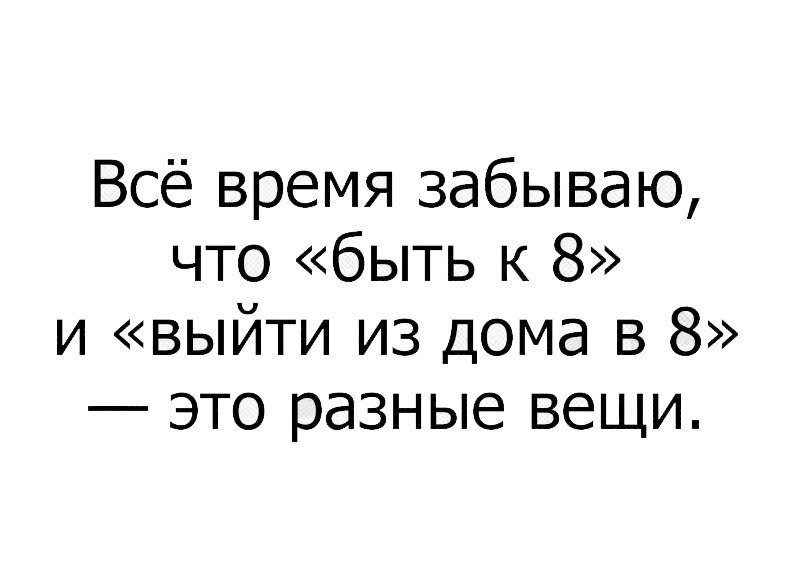 Всё время забываю,
что «быть к 8»
и «выйти из дома в 8»
— это разные вещи.